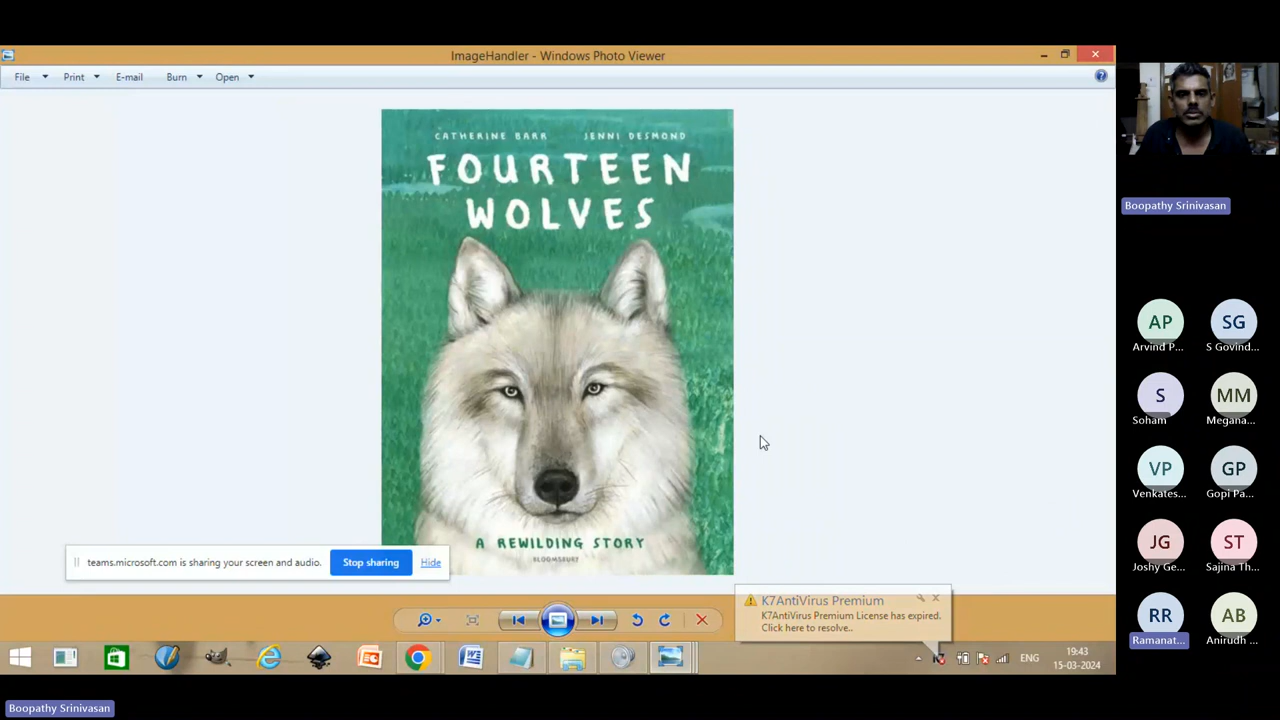 ImageHandler - Windows Photo Viewer
File Print E-mail Burn Open
CATHERINE BARR JENNI DESMOND
FOURTEEN
WOLVES
A REWILDING STORY
BLOOMSBURY
teams.microsoft.com is sharing your screen and audio. Stop sharing Hide
K7AntiVirus Premium
K7AntiVirus Premium License has expired.
Click here to resolve..
ENG
19:43
15-03-2024
Boopathy Srinivasan
Boopathy Srinivasan
AP SG
Arvind P... S Govind...
S MM
Soham Megana...
VP GP
Venkates... Gopi Pa...
JG ST
Joshy Ge... Sajina Th...
RR AB
Ramanat... Anirudh ...